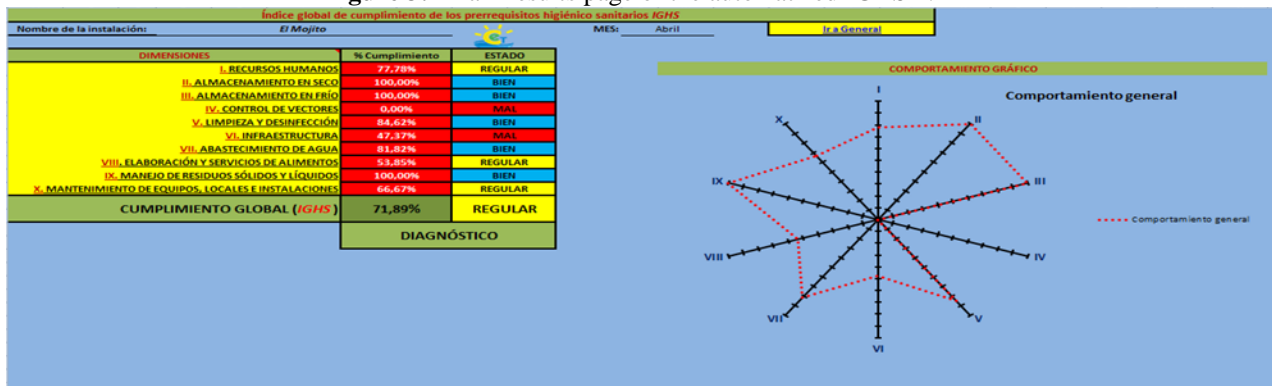 Índice global de cumplimiento de los prerrequisitos higiénico sanitarios IGHS
Nombre de la instalación: El Mojito MES: Abril Ir a General
DIMENSIONES % Cumplimiento ESTADO
I. RECURSOS HUMANOS 77,78% REGULAR
II. ALMACENAMIENTO EN SECO 100,00% BIEN
III. ALMACENAMIENTO EN FRÍO 100,00% BIEN
IV. CONTROL DE VECTORES 0,00% MAL
V. LIMPIEZA Y DESINFECCIÓN 84,62% BIEN
VI. INFRAESTRUCTURA 47,37% MAL
VII. ABASTECIMIENTO DE AGUA 81,82% BIEN
VIII. ELABORACIÓN Y SERVICIOS DE ALIMENTOS 53,85% REGULAR
IX. MANEJO DE RESIDUOS SÓLIDOS Y LÍQUIDOS 100,00% BIEN
X. MANTENIMIENTO DE EQUIPOS, LOCALES E INSTALACIONES 66,67% REGULAR
CUMPLIMIENTO GLOBAL (IGHS) 71,89% REGULAR
DIAGNÓSTICO
COMPORTAMIENTO GRÁFICO
Comportamiento general
I
X II
IX III
Comportamiento general
VIII IV
VII V
VI